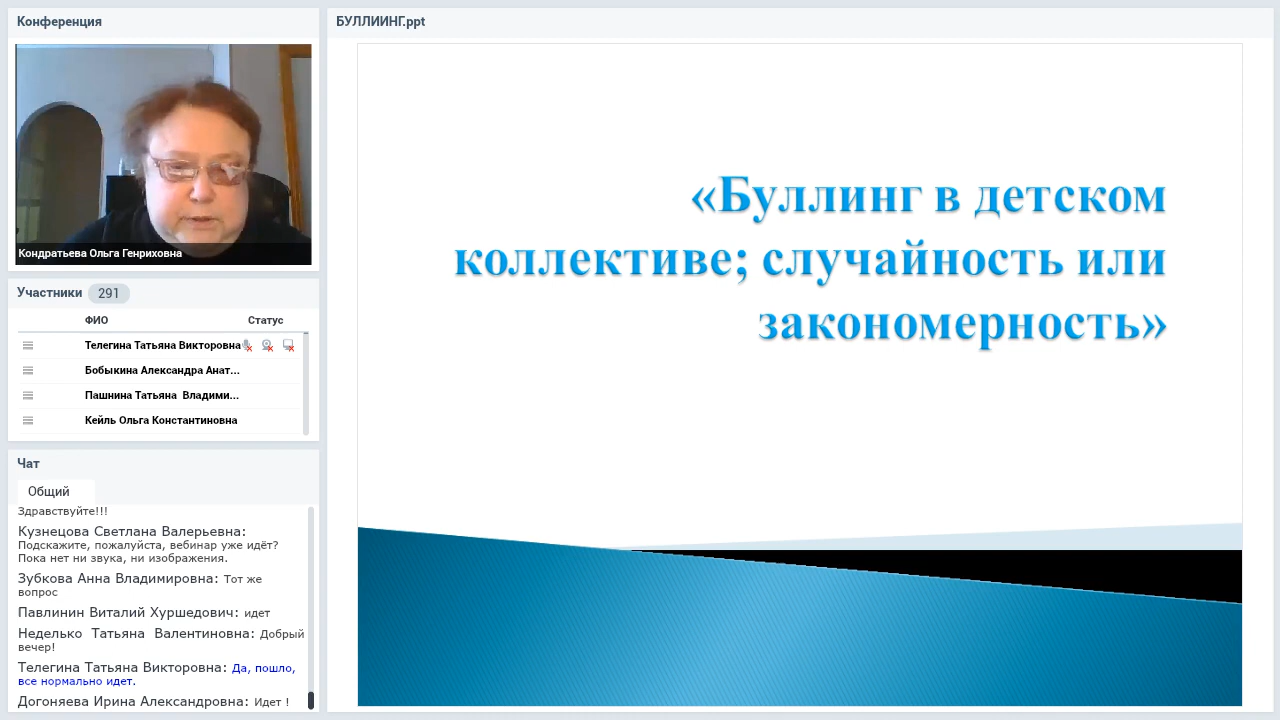 Конференция
Кондратьева Ольга Генриховна
Участники 291
ФИО Статус
Телегина Татьяна Викторовна
Бобыкина Александра Анат...
Пашнина Татьяна Владими...
Кейль Ольга Константиновна
Чат
Общий
Здравствуйте!!!
Кузнецова Светлана Валерьевна:
Подскажите, пожалуйста, вебинар уже идёт?
Пока нет ни звука, ни изображения.
Зубкова Анна Владимировна: Тот же
вопрос
Павлинин Виталий Хуршедович: идет
Неделько Татьяна Валентиновна: Добрый
вечер!
Телегина Татьяна Викторовна: Да, пошло,
все нормально идет.
Догоняева Ирина Александровна: Идет !
БУЛЛИИНГ.ppt
«Буллинг в детском
коллективе; случайность или
закономерность»